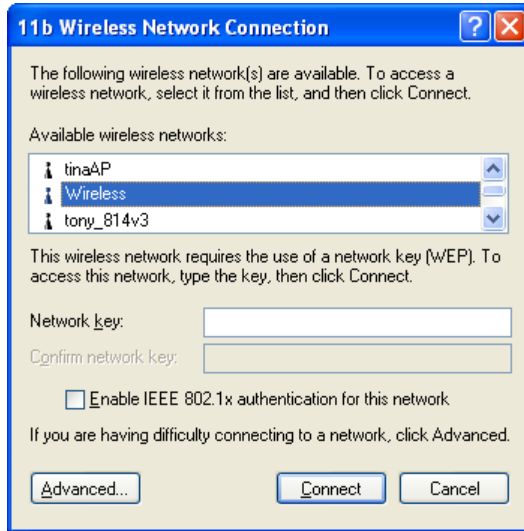 11b Wireless Network Connection
The following wireless network(s) are available. To access a
wireless network, select it from the list, and then click Connect.
Available wireless networks:
tinaAP
Wireless
tony_814v3
This wireless network requires the use of a network key (WEP). To
access this network, type the key, then click Connect.
Network key:
Confirm network key:
Enable IEEE 802.1x authentication for this network
If you are having difficulty connecting to a network, click Advanced.
Advanced... Connect Cancel